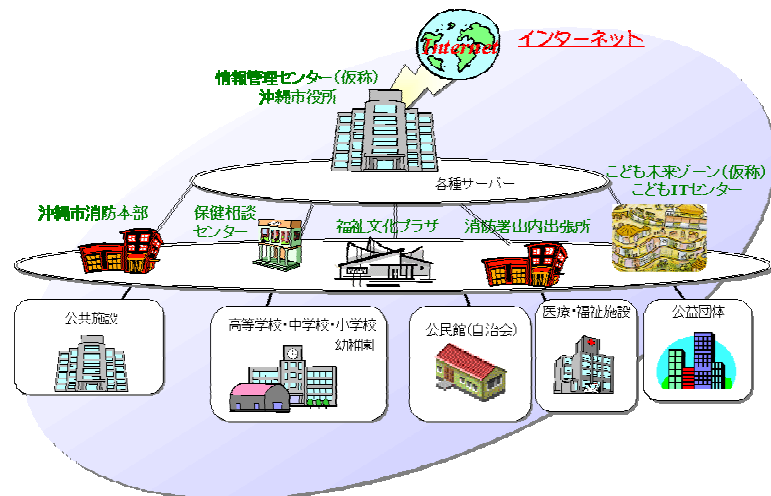 Internet
インターネット
情報管理センター(仮称)
沖縄市役所
各種サーバー
こども未来ゾーン(仮称)
こどもITセンター
沖縄市消防本部
保健相談
センター
福祉文化プラザ
消防署山内出張所
公共施設
高等学校・中学校・小学校
幼稚園
公民館(自治会)
医療・福祉施設
公益団体